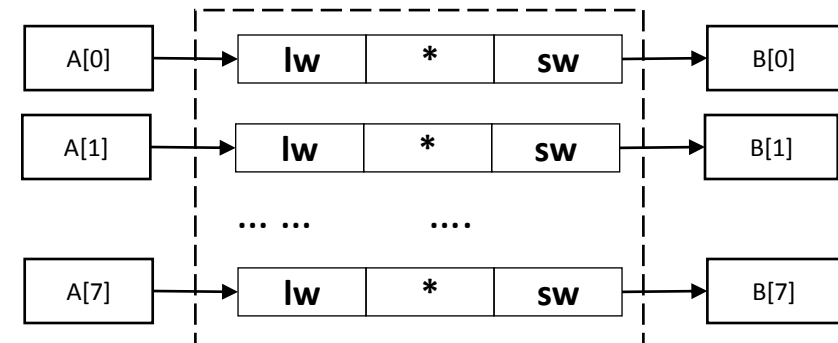 A[0] lw * sw B[0]
A[1] lw * sw B[1]
... ... ....
A[7] lw * sw B[7]